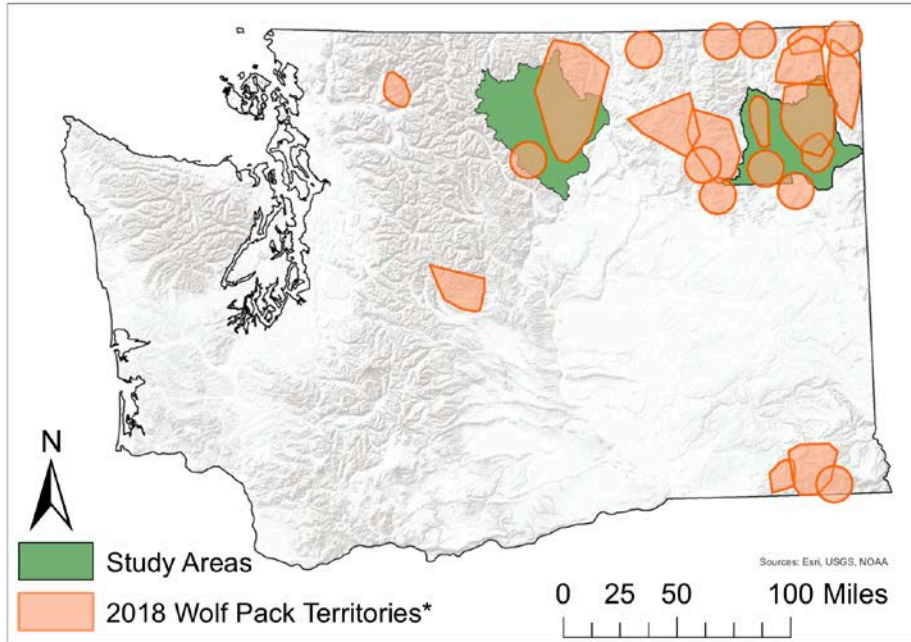 N
Study Areas
2018 Wolf Pack Territories*
Sources: Esri, USGS, NOAA
0 25 50 100 Miles